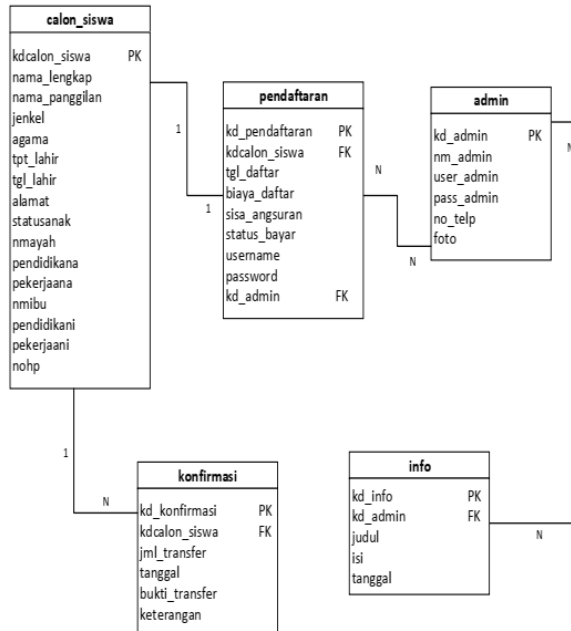 calon_siswa
kdcalon_siswa PK
nama_lengkap
nama_panggilan
jenkel
agama
tpt_lahir
tgl_lahir
alamat
statusanak
nmayah
pendidikana
pekerjaana
nmibu
pendidikani
pekerjaani
nohp
1
1
pendaftaran
kd_pendaftaran PK
kdcalon_siswa FK
tgl_daftar
biaya_daftar
sisa_angsuran
status_bayar
username
password
kd_admin FK
N
N
admin
kd_admin PK
nm_admin
user_admin
pass_admin
no_telp
foto
N
1
N
konfirmasi
kd_konfirmasi PK
kdcalon_siswa FK
jml_transfer
tanggal
bukti_transfer
keterangan
info
kd_info PK
kd_admin FK
judul
isi
tanggal
N